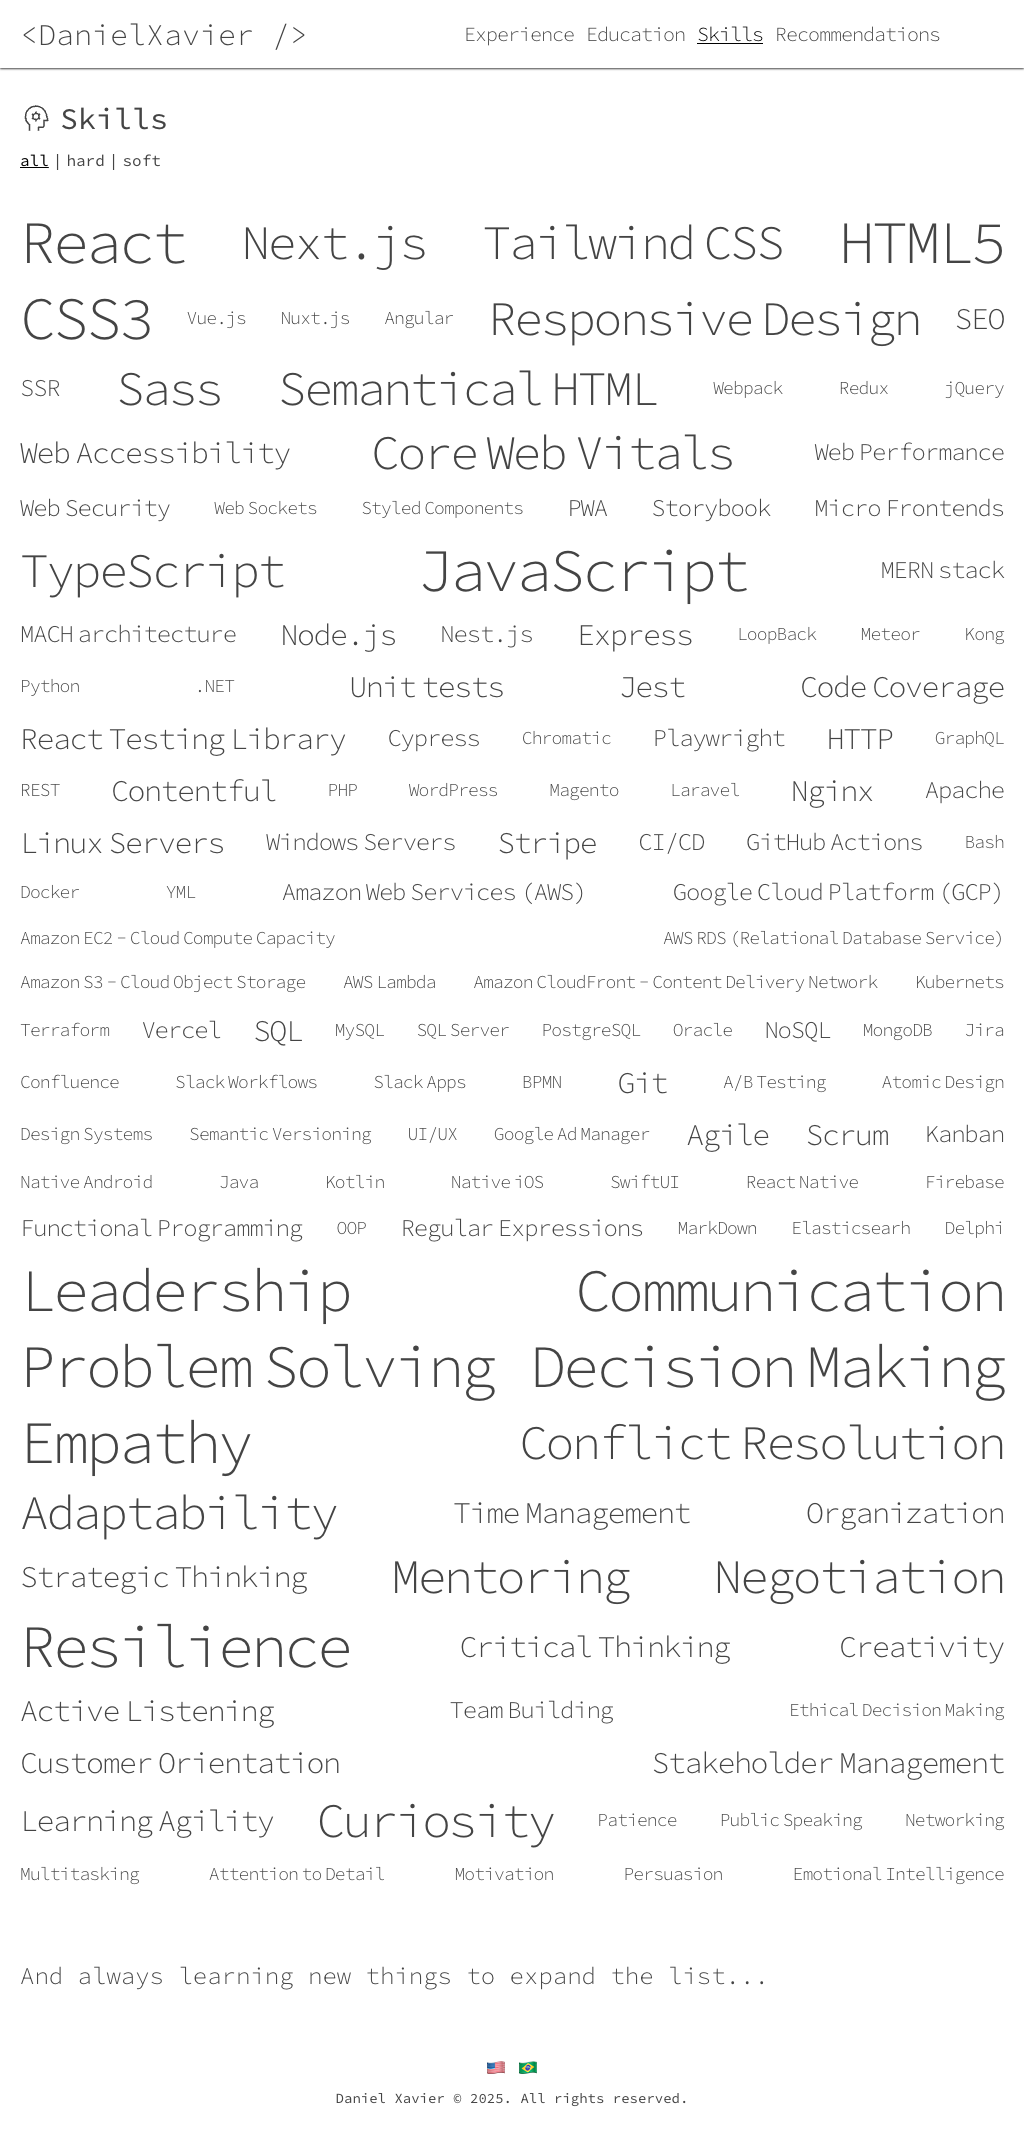 <DanielXavier /> Experience Education Skills Recommendations
Skills
all | hard | soft
React Next.js Tailwind CSS HTML5
CSS3 Vue.js Nuxt.js Angular Responsive Design SEO
SSR Sass Semantical HTML Webpack Redux jQuery
Web Accessibility Core Web Vitals Web Performance
Web Security Web Sockets Styled Components PWA Storybook Micro Frontends
TypeScript JavaScript MERN stack
MACH architecture Node.js Nest.js Express LoopBack Meteor Kong
Python .NET Unit tests Jest Code Coverage
React Testing Library Cypress Chromatic Playwright HTTP GraphQL
REST Contentful PHP WordPress Magento Laravel Nginx Apache
Linux Servers Windows Servers Stripe CI/CD GitHub Actions Bash
Docker YML Amazon Web Services (AWS) Google Cloud Platform (GCP)
Amazon EC2 - Cloud Compute Capacity AWS RDS (Relational Database Service)
Amazon S3 - Cloud Object Storage AWS Lambda Amazon CloudFront - Content Delivery Network Kubernets
Terraform Vercel SQL MySQL SQL Server PostgreSQL Oracle NoSQL MongoDB Jira
Confluence Slack Workflows Slack Apps BPMN Git A/B Testing Atomic Design
Design Systems Semantic Versioning UI/UX Google Ad Manager Agile Scrum Kanban
Native Android Java Kotlin Native iOS SwiftUI React Native Firebase
Functional Programming OOP Regular Expressions MarkDown Elasticsearh Delphi
Leadership Communication
Problem Solving Decision Making
Empathy Conflict Resolution
Adaptability Time Management Organization
Strategic Thinking Mentoring Negotiation
Resilience Critical Thinking Creativity
Active Listening Team Building Ethical Decision Making
Customer Orientation Stakeholder Management
Learning Agility Curiosity Patience Public Speaking Networking
Multitasking Attention to Detail Motivation Persuasion Emotional Intelligence
And always learning new things to expand the list...
Daniel Xavier © 2025. All rights reserved.